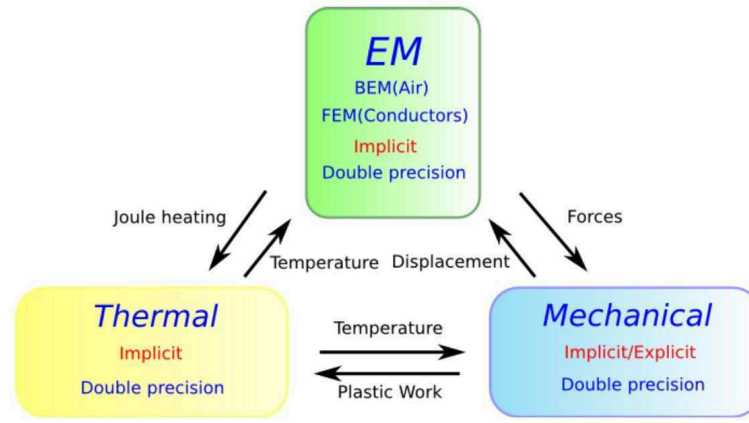 EM
BEM(Air)
FEM(Conductors)
Implicit
Double precision
Joule heating
Forces
Temperature
Displacement
Thermal
Implicit
Double precision
Temperature
Plastic Work
Mechanical
Implicit/Explicit
Double precision